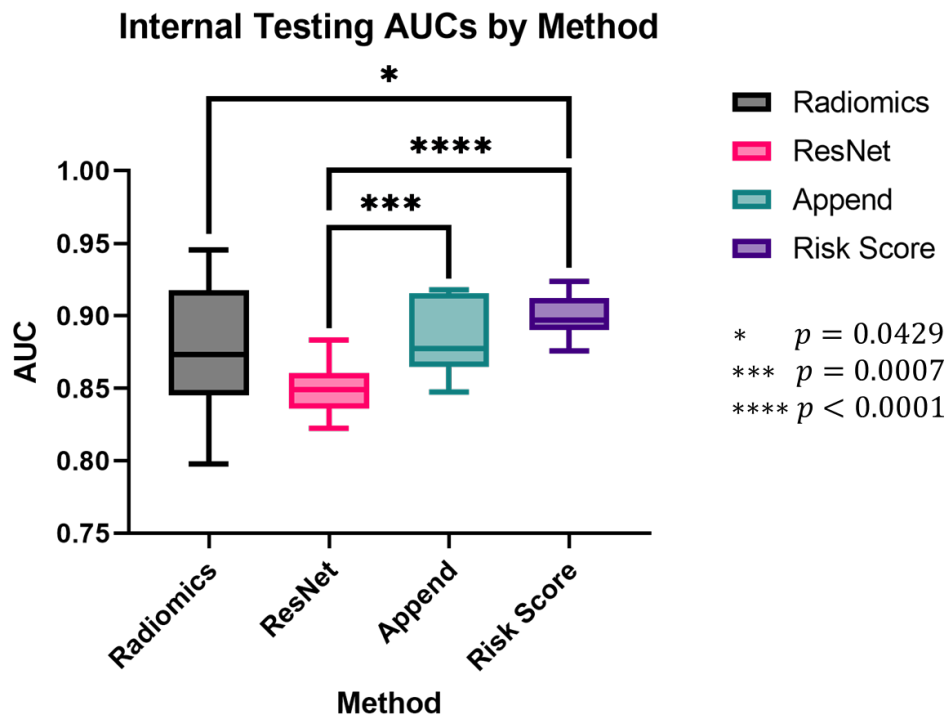 Internal Testing AUCs by Method
*
****
***
1.00
0.95
0.90
0.85
0.80
0.75
AUC
Radiomics
ResNet
Append
Risk Score
Method
Radiomics
ResNet
Append
Risk Score
* p = 0.0429
*** p = 0.0007
**** p < 0.0001